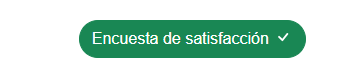 Encuesta de satisfacción ✓